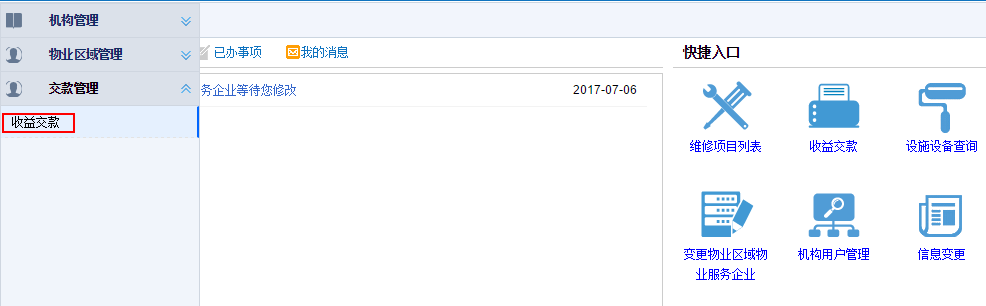 机构管理
物业区域管理
交款管理
收益交款
已办事项
我的消息
务企业等待您修改
2017-07-06
快捷入口
维修项目列表
收益交款
设施设备查询
变更物业区域物
业服务企业
机构用户管理
信息变更